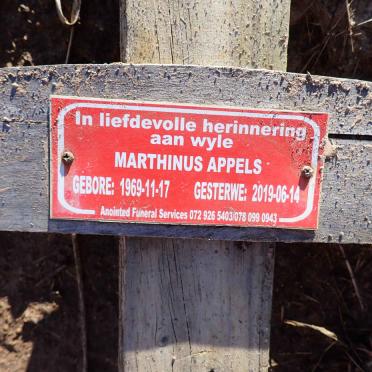 In liefdevolle herinnering
aan wyle
MARTHINUS APPELS
GEBORE: 1969-11-17 GESTERWE: 2019-06-14
Anointed Funeral Services 072 926 5403/078 099 0943